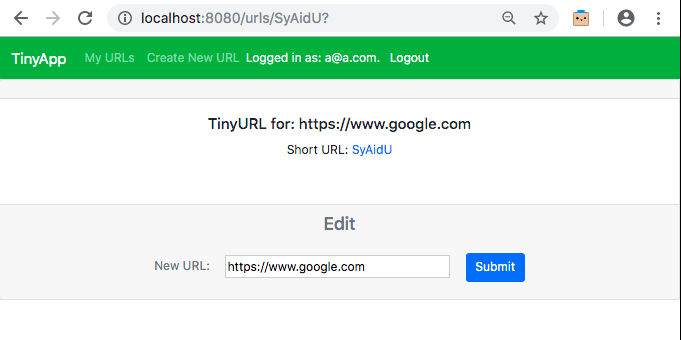 localhost:8080/urls/SyAidU?
TinyApp My URLs Create New URL Logged in as: a@a.com. Logout
TinyURL for: https://www.google.com
Short URL: SyAidU
Edit
New URL: https://www.google.com Submit